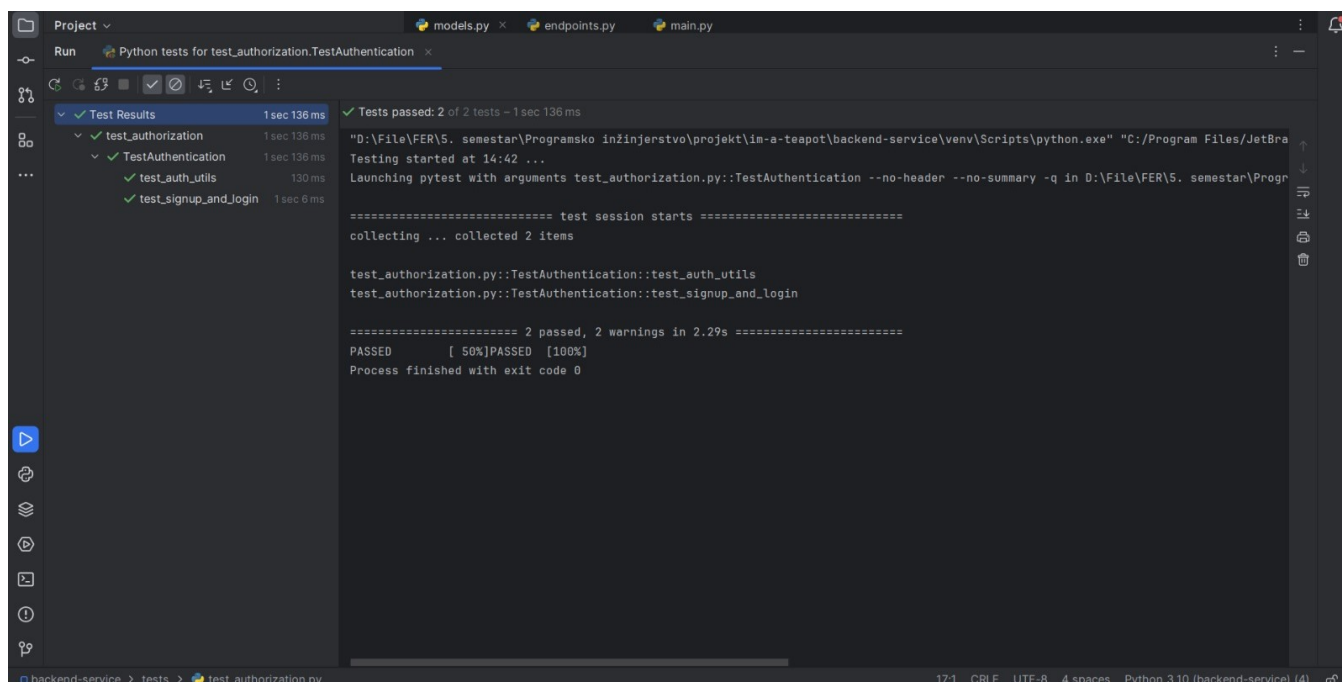 Project
models.py
endpoints.py
main.py
Run
Python tests for test_authorization.TestAuthentication
Test Results 1 sec 136 ms
test_authorization 1 sec 136 ms
TestAuthentication 1 sec 136 ms
test_auth_utils 130 ms
test_signup_and_login 1 sec 6 ms
Tests passed: 2 of 2 tests – 1 sec 136 ms
"D:\File\FER\5. semestar\Programsko inžinjerstvo\projekt\im-a-teapot\backend-service\venv\Scripts\python.exe" "C:/Program Files/JetBra
Testing started at 14:42 ...
Launching pytest with arguments test_authorization.py::TestAuthentication --no-header --no-summary -q in D:\File\FER\5. semestar\Progr
============================= test session starts =============================
collecting ... collected 2 items
test_authorization.py::TestAuthentication::test_auth_utils
test_authorization.py::TestAuthentication::test_signup_and_login
======================== 2 passed, 2 warnings in 2.29s ========================
PASSED [ 50%]PASSED [100%]
Process finished with exit code 0
backend-service > tests > test_authorization.py
17:1 CRLF UTF-8 4 spaces Python 3.10 (backend-service) (4)